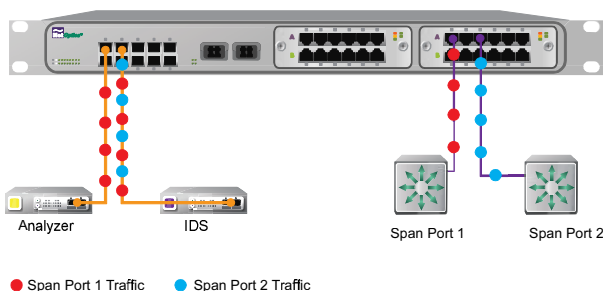 A
B
A
B
Analyzer
IDS
Span Port 1
Span Port 2
Span Port 1 Traffic
Span Port 2 Traffic